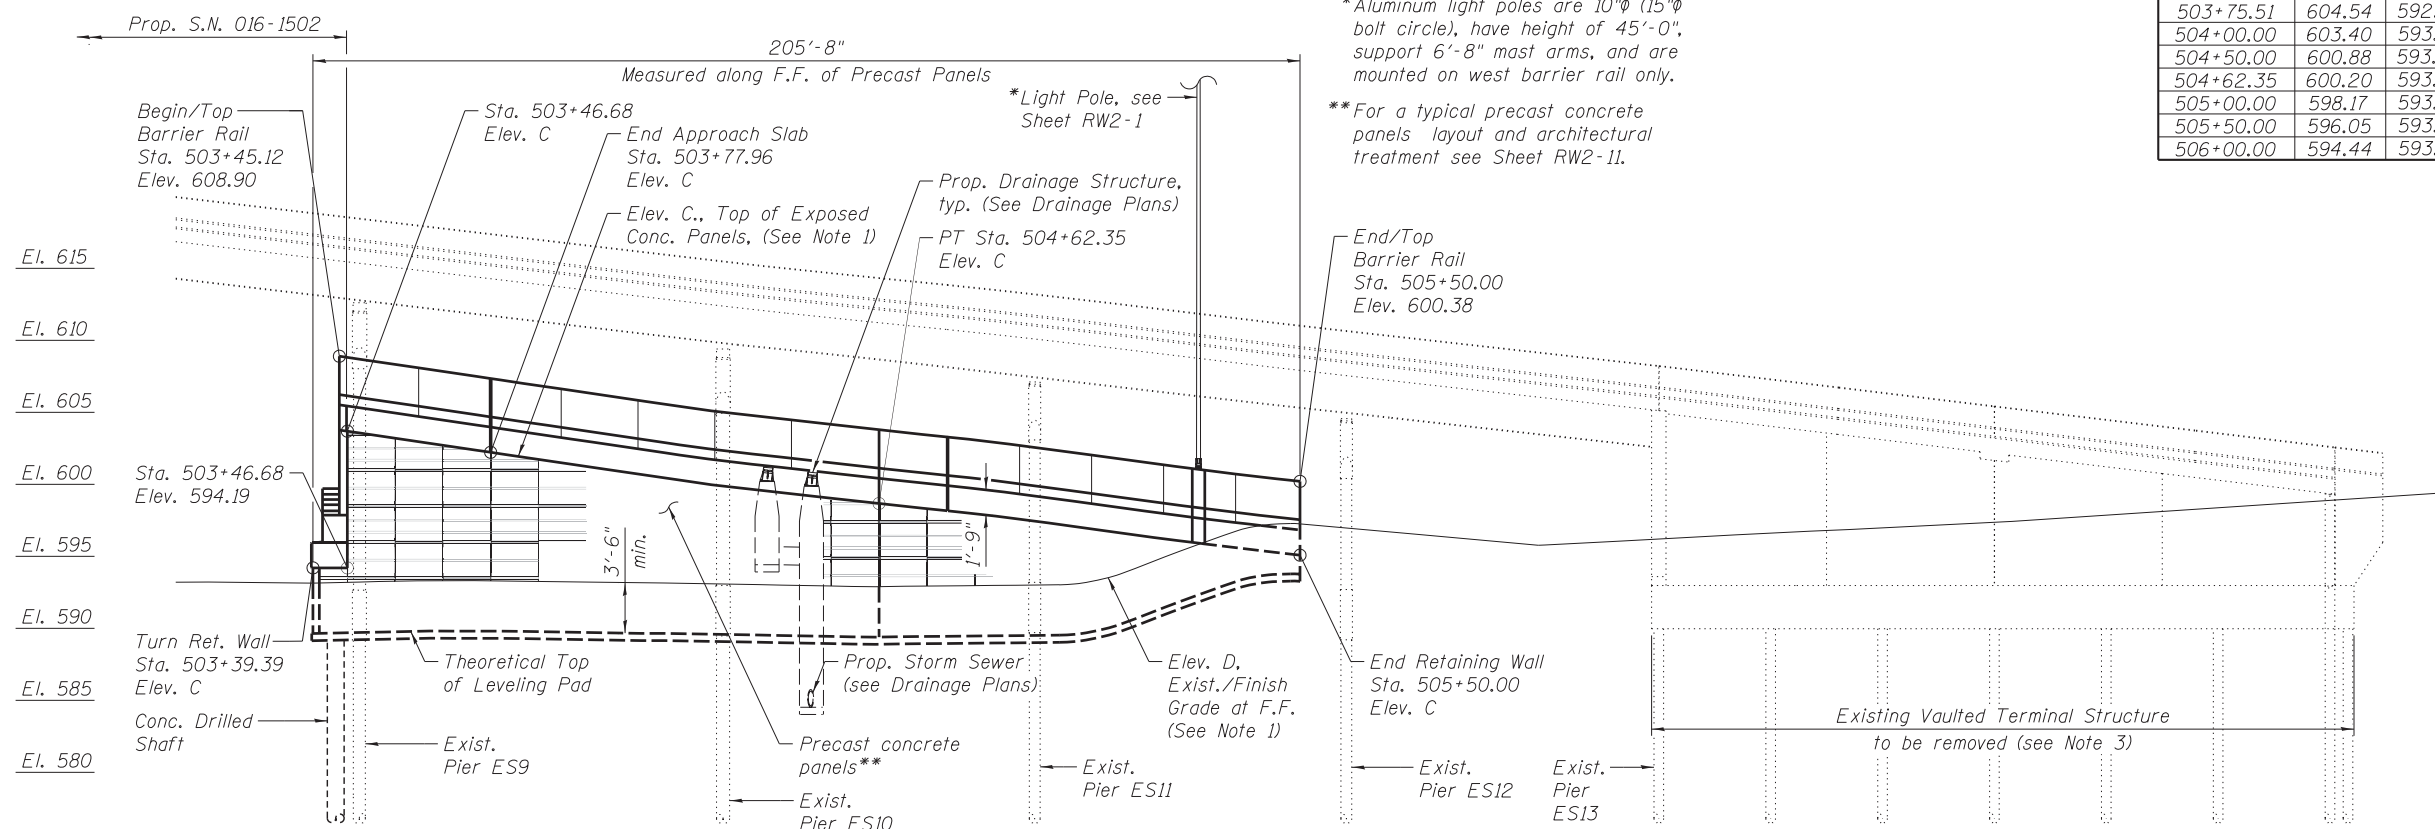 Prop. S.N. 016-1502
205'-8"
Measured along F.F. of Precast Panels
*Aluminum light poles are 10"φ (15"φ
bolt circle), have height of 45'-0",
support 6'-8" mast arms, and are
mounted on west barrier rail only.
**For a typical precast concrete
panels layout and architectural
treatment see Sheet RW2-11.
503+75.51 604.54 592.
504+00.00 603.40 593.
504+50.00 600.88 593.
504+62.35 600.20 593.
505+00.00 598.17 593.
505+50.00 596.05 593.
506+00.00 594.44 593.
Begin/Top
Barrier Rail
Sta. 503+45.12
Elev. 608.90
Sta. 503+46.68
Elev. C
End Approach Slab
Sta. 503+77.96
Elev. C
Elev. C., Top of Exposed
Conc. Panels, (See Note 1)
*Light Pole, see
Sheet RW2-1
Prop. Drainage Structure,
typ. (See Drainage Plans)
PT Sta. 504+62.35
Elev. C
End/Top
Barrier Rail
Sta. 505+50.00
Elev. 600.38
El. 615
El. 610
El. 605
El. 600
El. 595
El. 590
El. 585
El. 580
Sta. 503+46.68
Elev. 594.19
3'-6"
min.
1'-9"
Turn Ret. Wall
Sta. 503+39.39
Elev. C
Conc. Drilled
Shaft
Theoretical Top
of Leveling Pad
Prop. Storm Sewer
(see Drainage Plans)
Elev. D,
Exist./Finish
Grade at F.F.
(See Note 1)
End Retaining Wall
Sta. 505+50.00
Elev. C
Existing Vaulted Terminal Structure
to be removed (see Note 3)
Exist.
Pier ES9
Precast concrete
panels**
Exist.
Pier ES10
Exist.
Pier ES11
Exist.
Pier ES12
Exist.
Pier
ES13